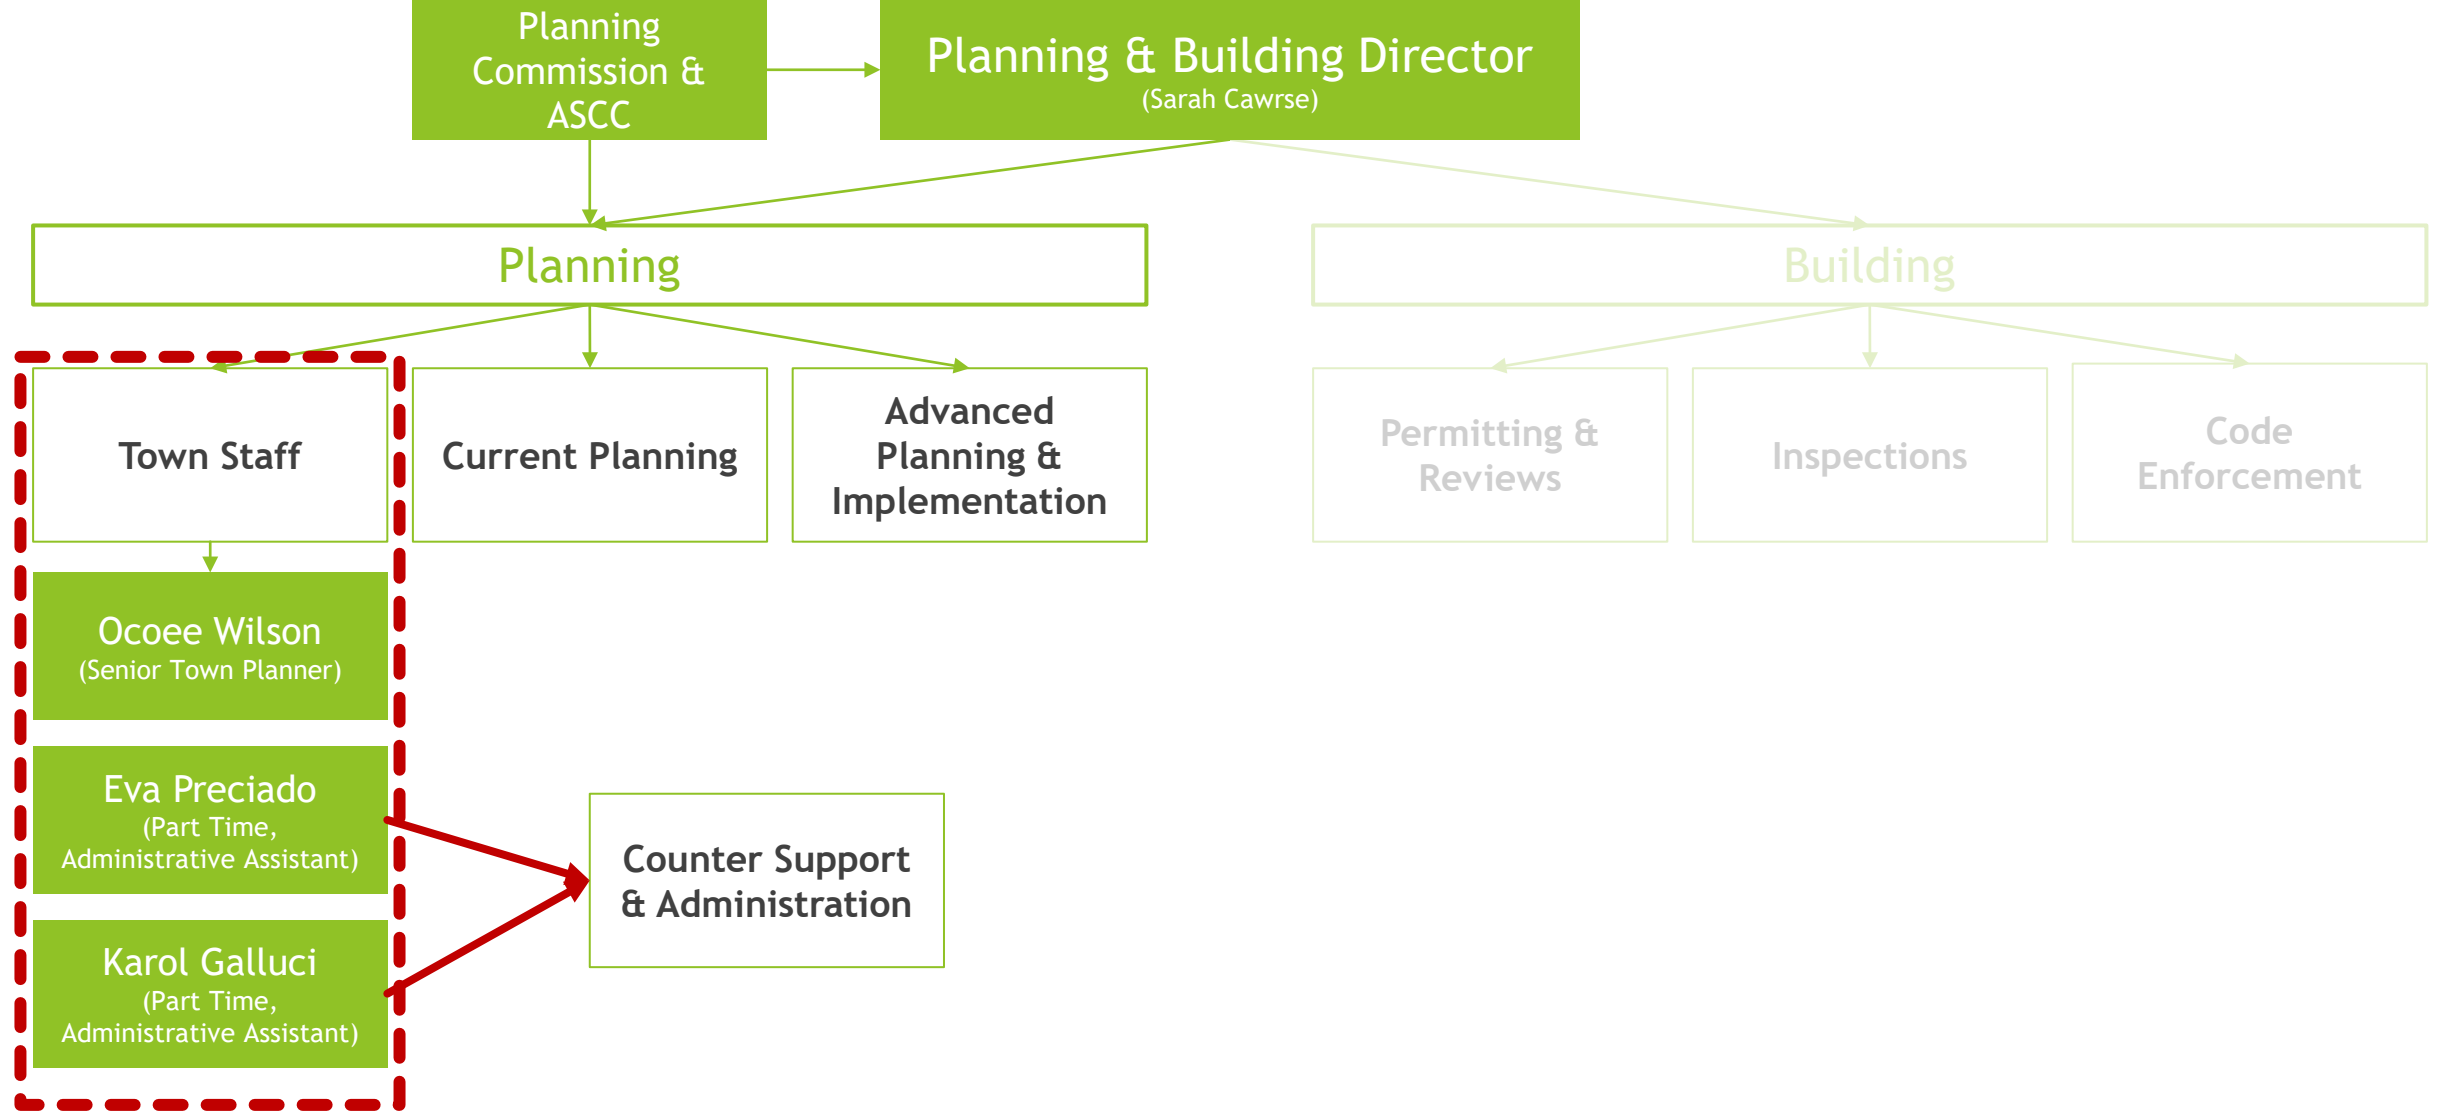 Planning
Commission &
ASCC
Planning & Building Director
(Sarah Cawrse)
Planning
Building
Town Staff
Current Planning
Advanced
Planning &
Implementation
Permitting &
Reviews
Inspections
Code
Enforcement
Ocoee Wilson
(Senior Town Planner)
Eva Preciado
(Part Time,
Administrative Assistant)
Counter Support
& Administration
Karol Galluci
(Part Time,
Administrative Assistant)